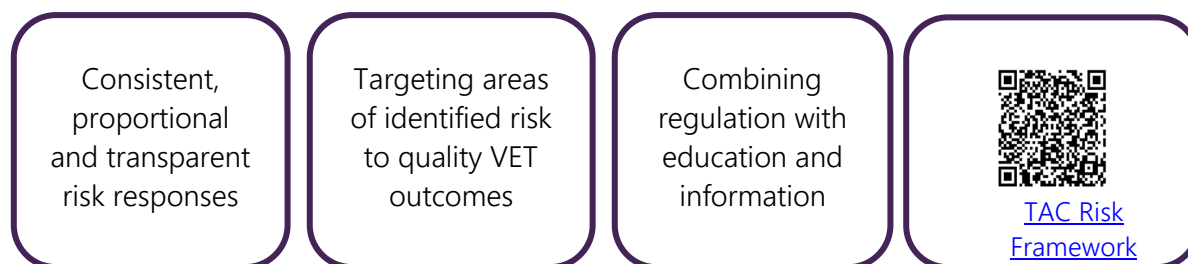 Consistent,
proportional
and transparent
risk responses
Targeting areas
of identified risk
to quality VET
outcomes
Combining
regulation with
education and
information
TAC Risk
Framework